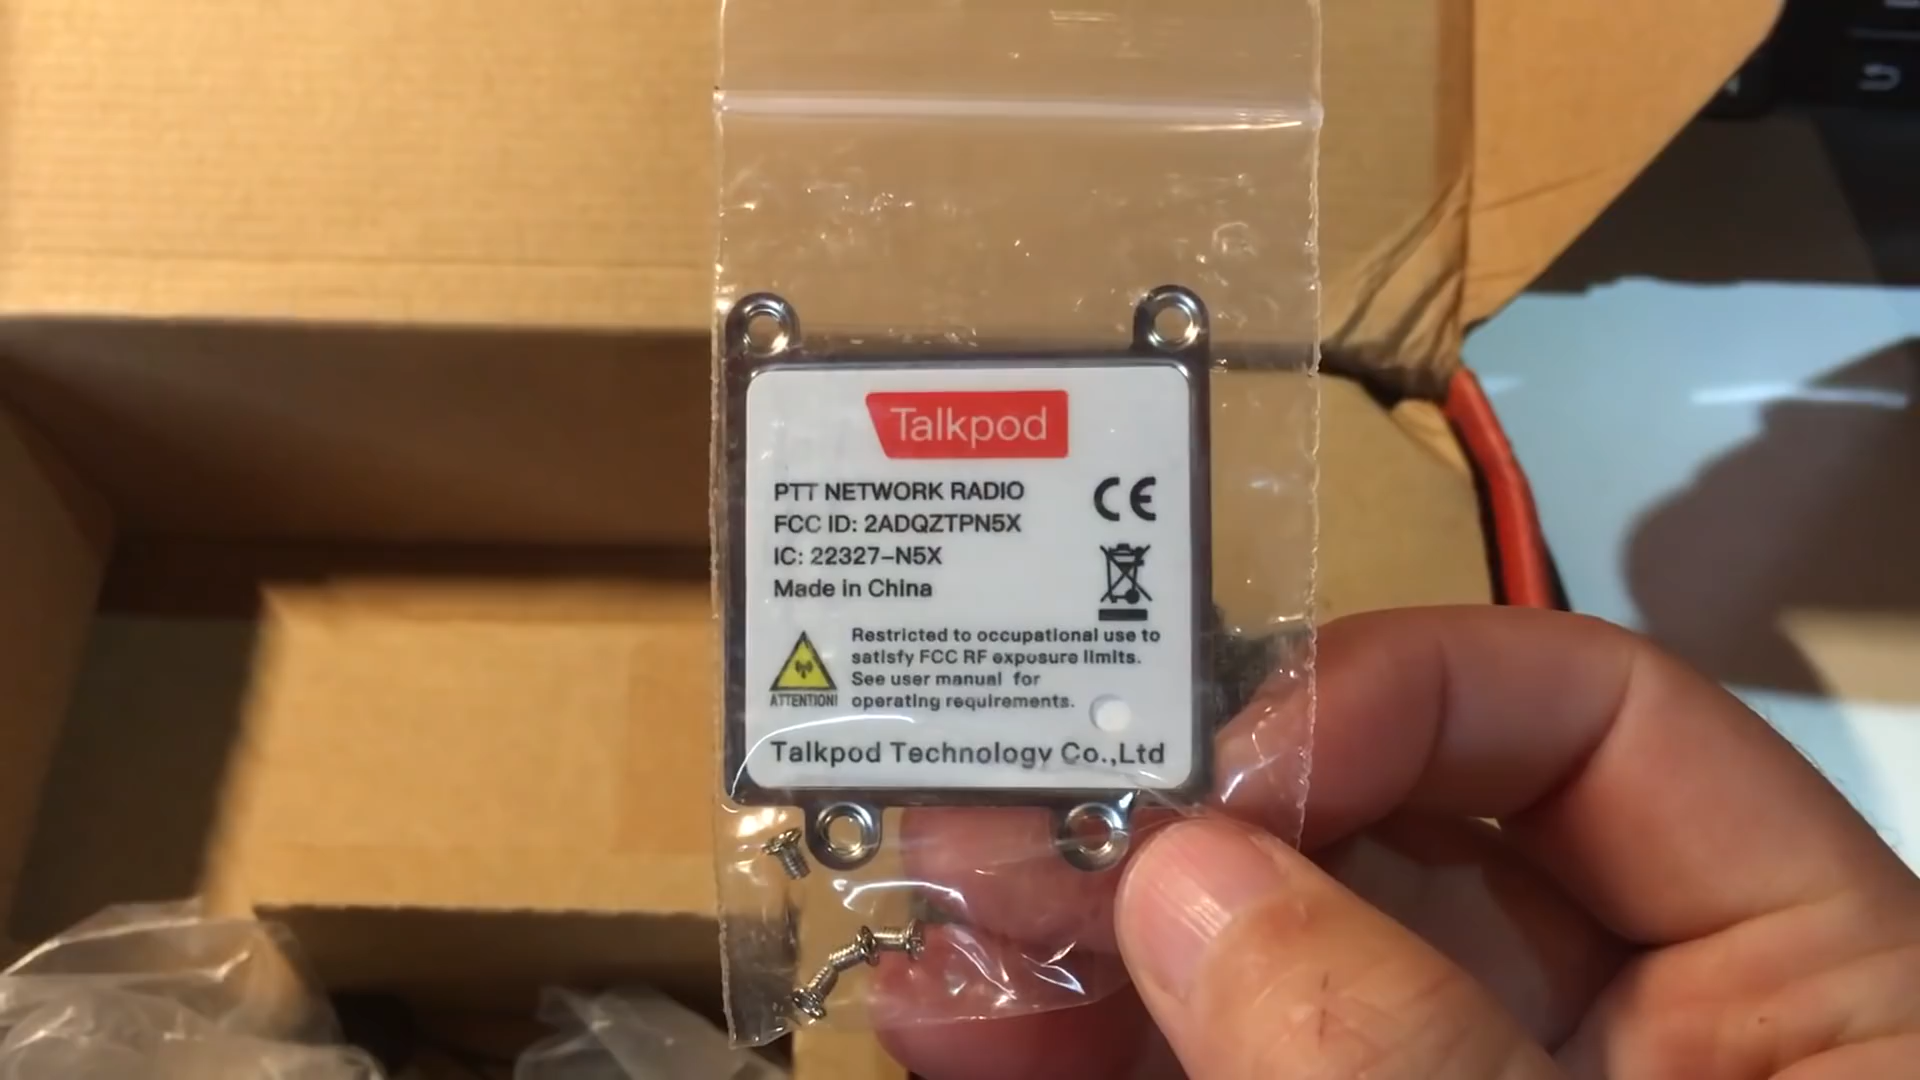 Talkpod
PTT NETWORK RADIO
FCC ID: 2ADQZTPN5X
IC: 22327-N5X
Made in China
CE
Restricted to occupational use to
satisfy FCC RF exposure limits.
See user manual for
operating requirements.
ATTENTION!
Talkpod Technology Co.,Ltd